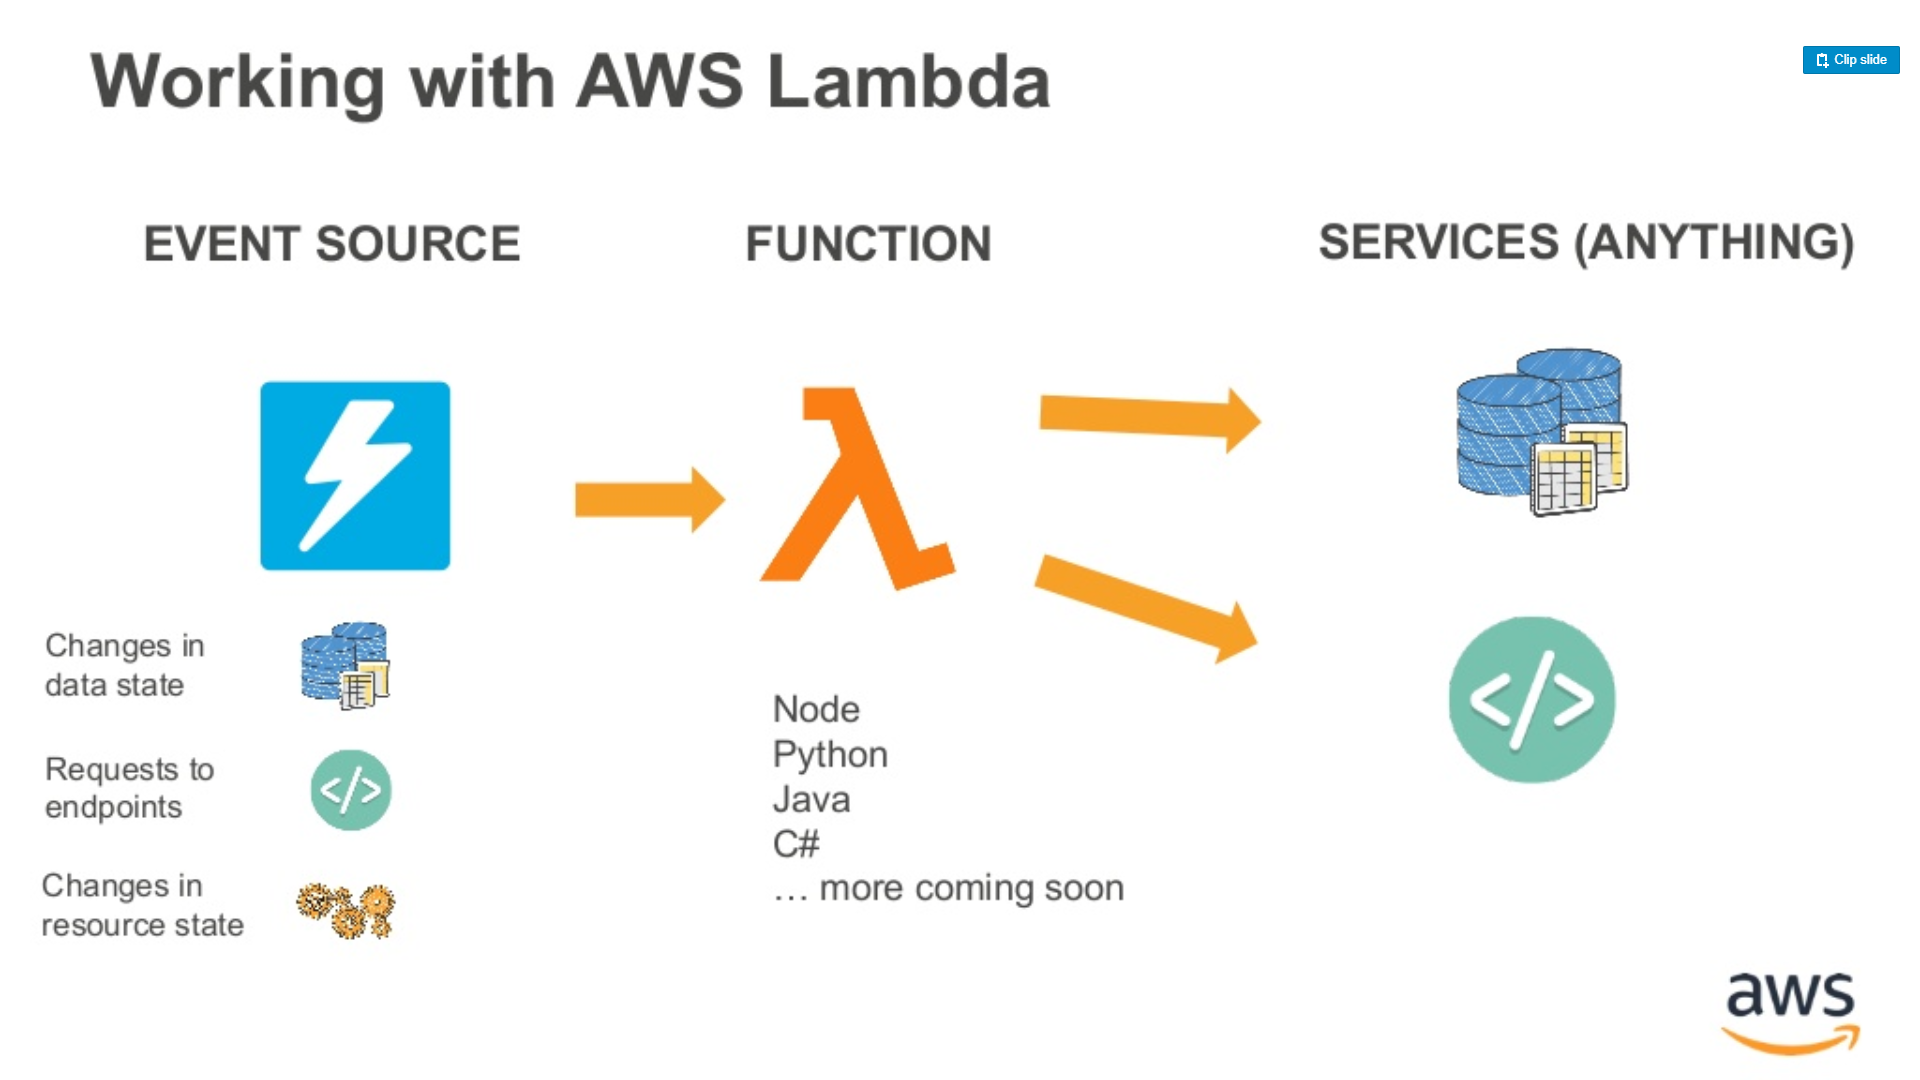 Working with AWS Lambda
Clip slide
EVENT SOURCE
FUNCTION
SERVICES (ANYTHING)
Changes in
data state
Requests to
endpoints
Changes in
resource state
Node
Python
Java
C#
… more coming soon
</>
</>
aws